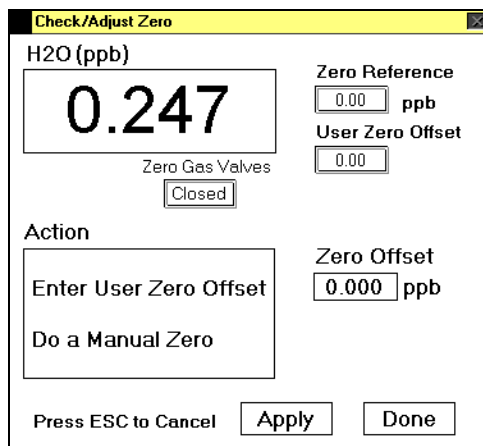 Check/Adjust Zero
H2O (ppb)
0.247
Zero Reference
0.00 ppb
User Zero Offset
0.00
Zero Gas Valves
Closed
Action
Enter User Zero Offset
Do a Manual Zero
Zero Offset
0.000 ppb
Press ESC to Cancel
Apply
Done